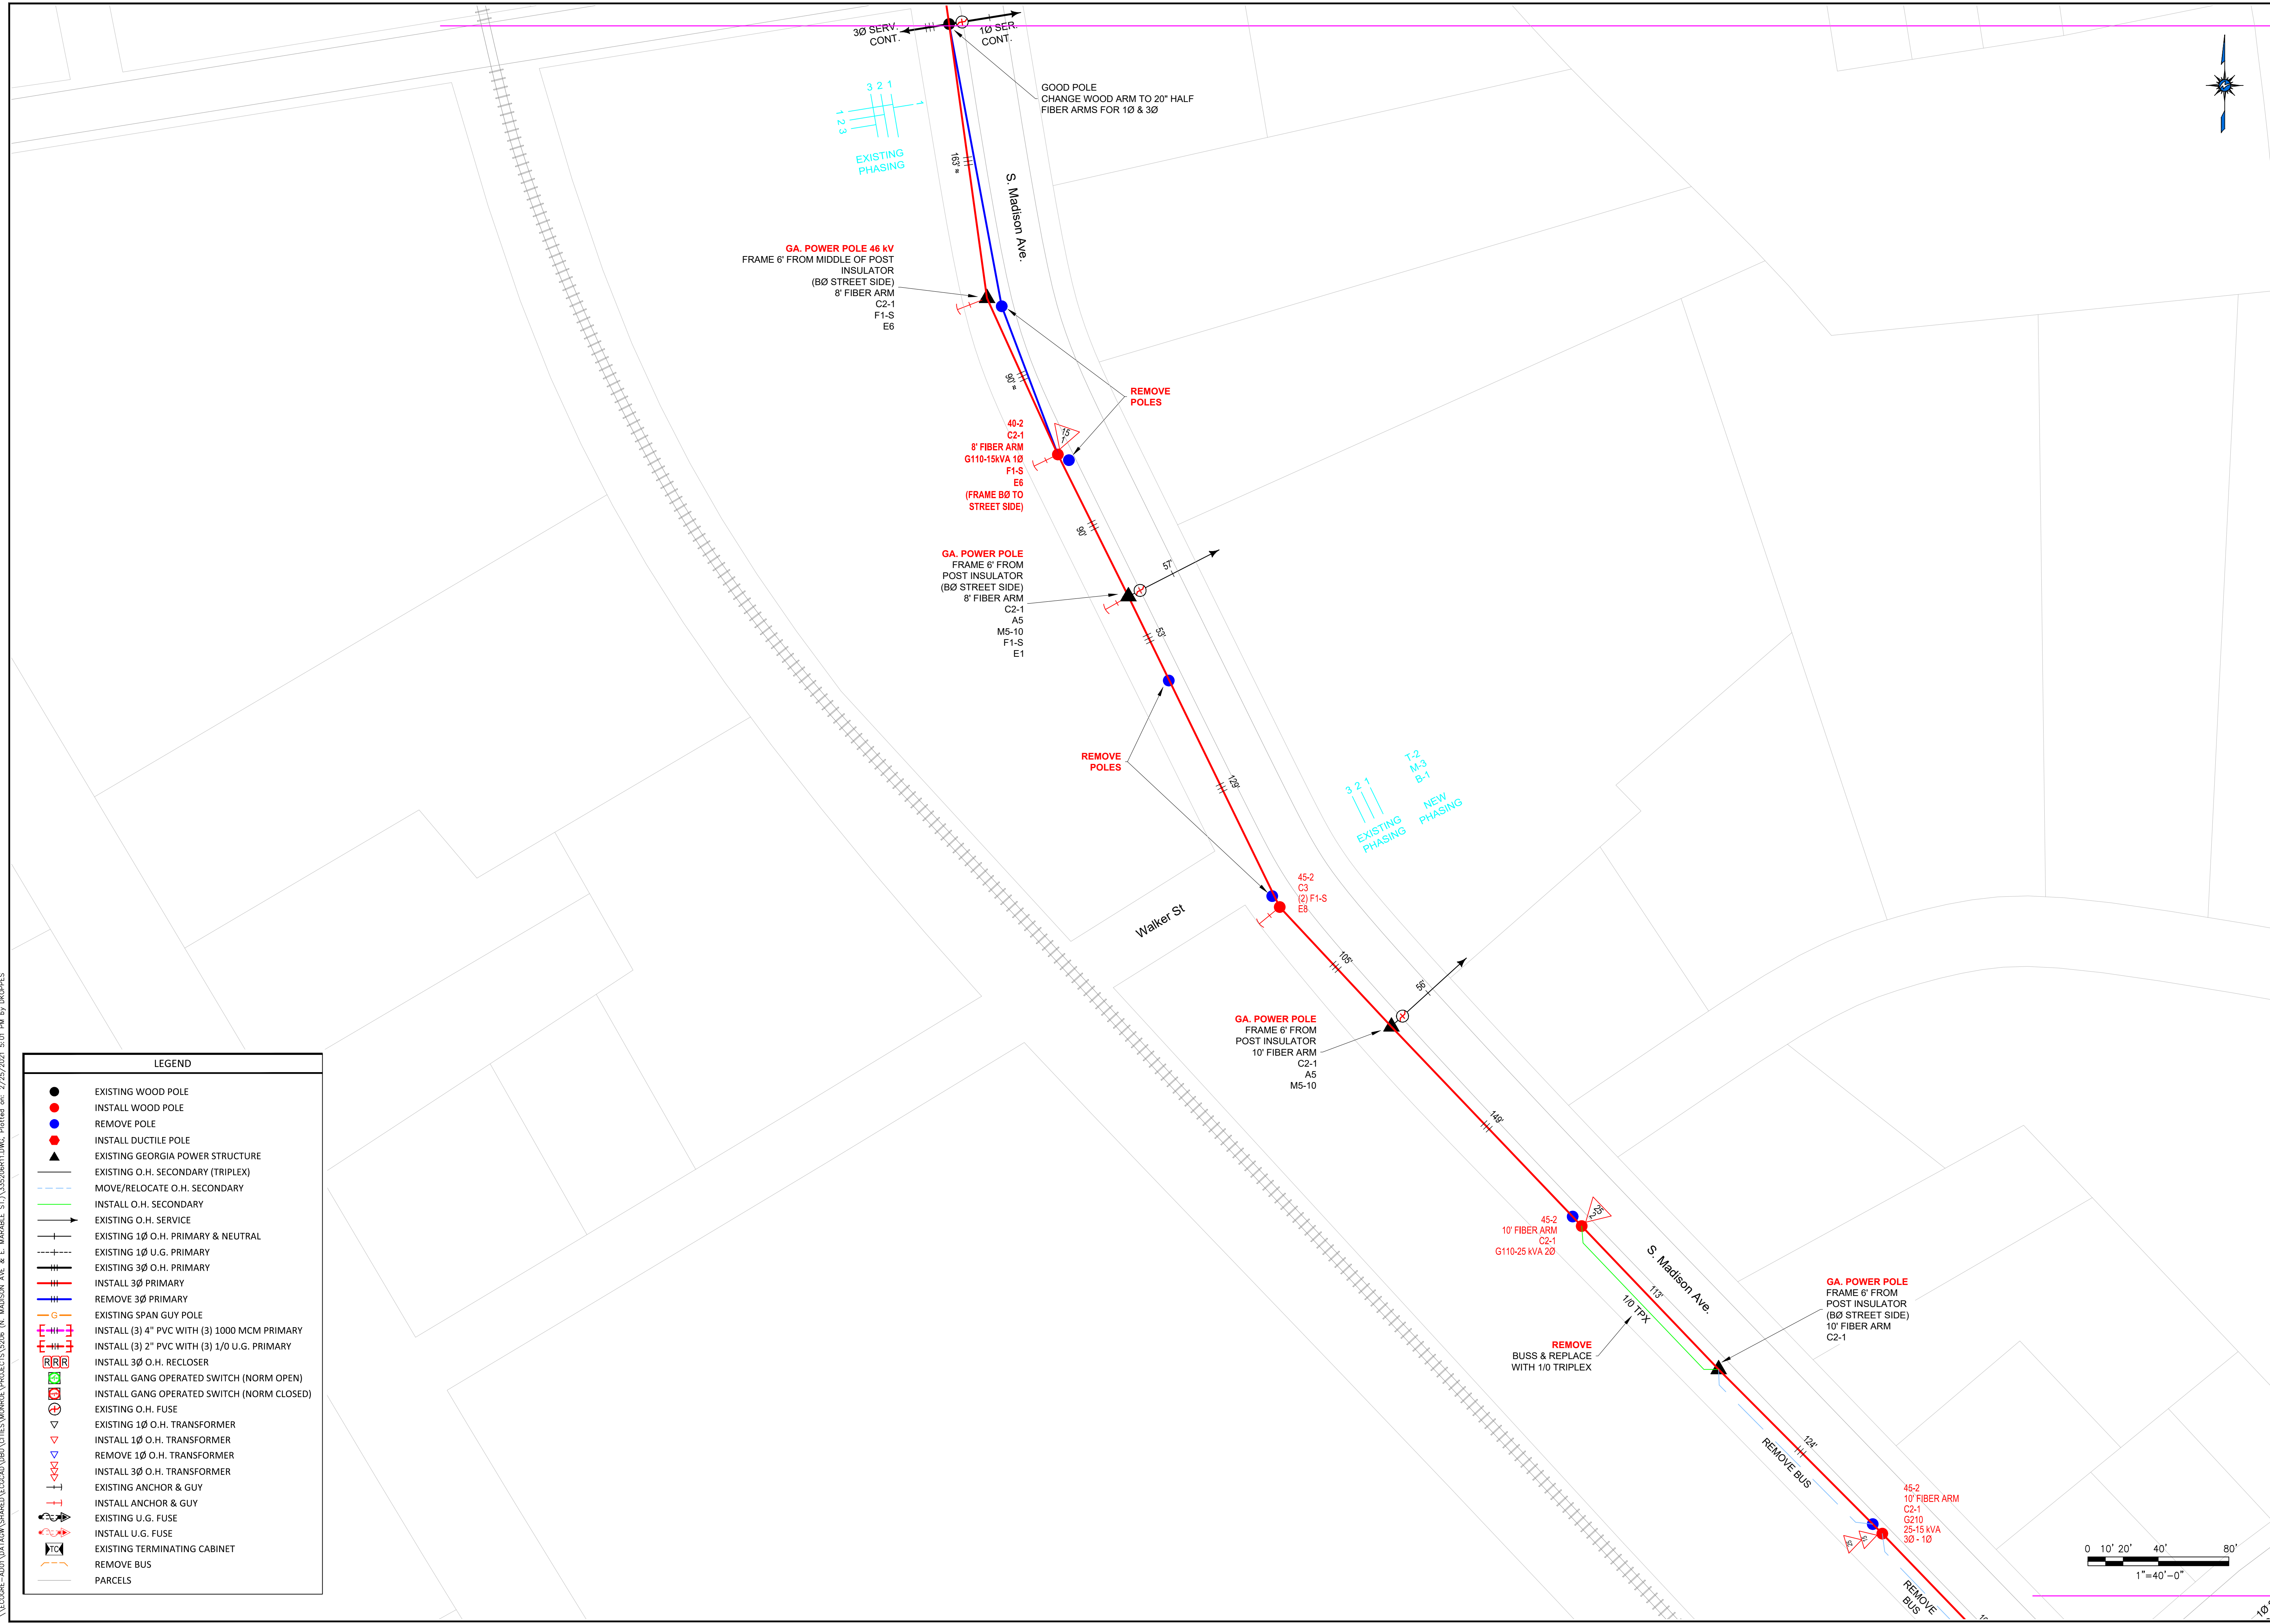 3Ø SERV.
CONT.
1Ø SER.
CONT.
GOOD POLE
CHANGE WOOD ARM TO 20" HALF
FIBER ARMS FOR 1Ø & 3Ø
3 2 1
1
1 2 3
EXISTING
PHASING
163' ≈
S. Madison Ave.
GA. POWER POLE 46 kV
FRAME 6' FROM MIDDLE OF POST
INSULATOR
(BØ STREET SIDE)
8' FIBER ARM
C2-1
F1-S
E6
90' ≈
REMOVE
POLES
40-2
C2-1
8' FIBER ARM
G110-15kVA 1Ø
F1-S
E6
(FRAME BØ TO
STREET SIDE)
15
1
90'
GA. POWER POLE
FRAME 6' FROM
POST INSULATOR
(BØ STREET SIDE)
8' FIBER ARM
C2-1
A5
M5-10
F1-S
E1
57'
53'
REMOVE
POLES
129'
3 2 1
EXISTING
PHASING
T-2
M-3
B-1
NEW
PHASING
45-2
C3
(2) F1-S
E8
Walker St
105'
56'
GA. POWER POLE
FRAME 6' FROM
POST INSULATOR
10' FIBER ARM
C2-1
A5
M5-10
149'
45-2
10' FIBER ARM
C2-1
G110-25 kVA 2Ø
25
2
S. Madison Ave.
113'
1/0 TPX
REMOVE
BUSS & REPLACE
WITH 1/0 TRIPLEX
GA. POWER POLE
FRAME 6' FROM
POST INSULATOR
(BØ STREET SIDE)
10' FIBER ARM
C2-1
124'
REMOVE BUS
45-2
10' FIBER ARM
C2-1
G210
25-15 kVA
3Ø - 1Ø
REMOVE
BUS
0 10' 20' 40' 80'
1"=40'-0"
1Ø
LEGEND
EXISTING WOOD POLE
INSTALL WOOD POLE
REMOVE POLE
INSTALL DUCTILE POLE
EXISTING GEORGIA POWER STRUCTURE
EXISTING O.H. SECONDARY (TRIPLEX)
MOVE/RELOCATE O.H. SECONDARY
INSTALL O.H. SECONDARY
EXISTING O.H. SERVICE
EXISTING 1Ø O.H. PRIMARY & NEUTRAL
EXISTING 1Ø U.G. PRIMARY
EXISTING 3Ø O.H. PRIMARY
INSTALL 3Ø PRIMARY
REMOVE 3Ø PRIMARY
G EXISTING SPAN GUY POLE
INSTALL (3) 4" PVC WITH (3) 1000 MCM PRIMARY
INSTALL (3) 2" PVC WITH (3) 1/0 U.G. PRIMARY
RRR INSTALL 3Ø O.H. RECLOSER
INSTALL GANG OPERATED SWITCH (NORM OPEN)
INSTALL GANG OPERATED SWITCH (NORM CLOSED)
EXISTING O.H. FUSE
EXISTING 1Ø O.H. TRANSFORMER
INSTALL 1Ø O.H. TRANSFORMER
REMOVE 1Ø O.H. TRANSFORMER
INSTALL 3Ø O.H. TRANSFORMER
EXISTING ANCHOR & GUY
INSTALL ANCHOR & GUY
EXISTING U.G. FUSE
INSTALL U.G. FUSE
TC EXISTING TERMINATING CABINET
REMOVE BUS
PARCELS